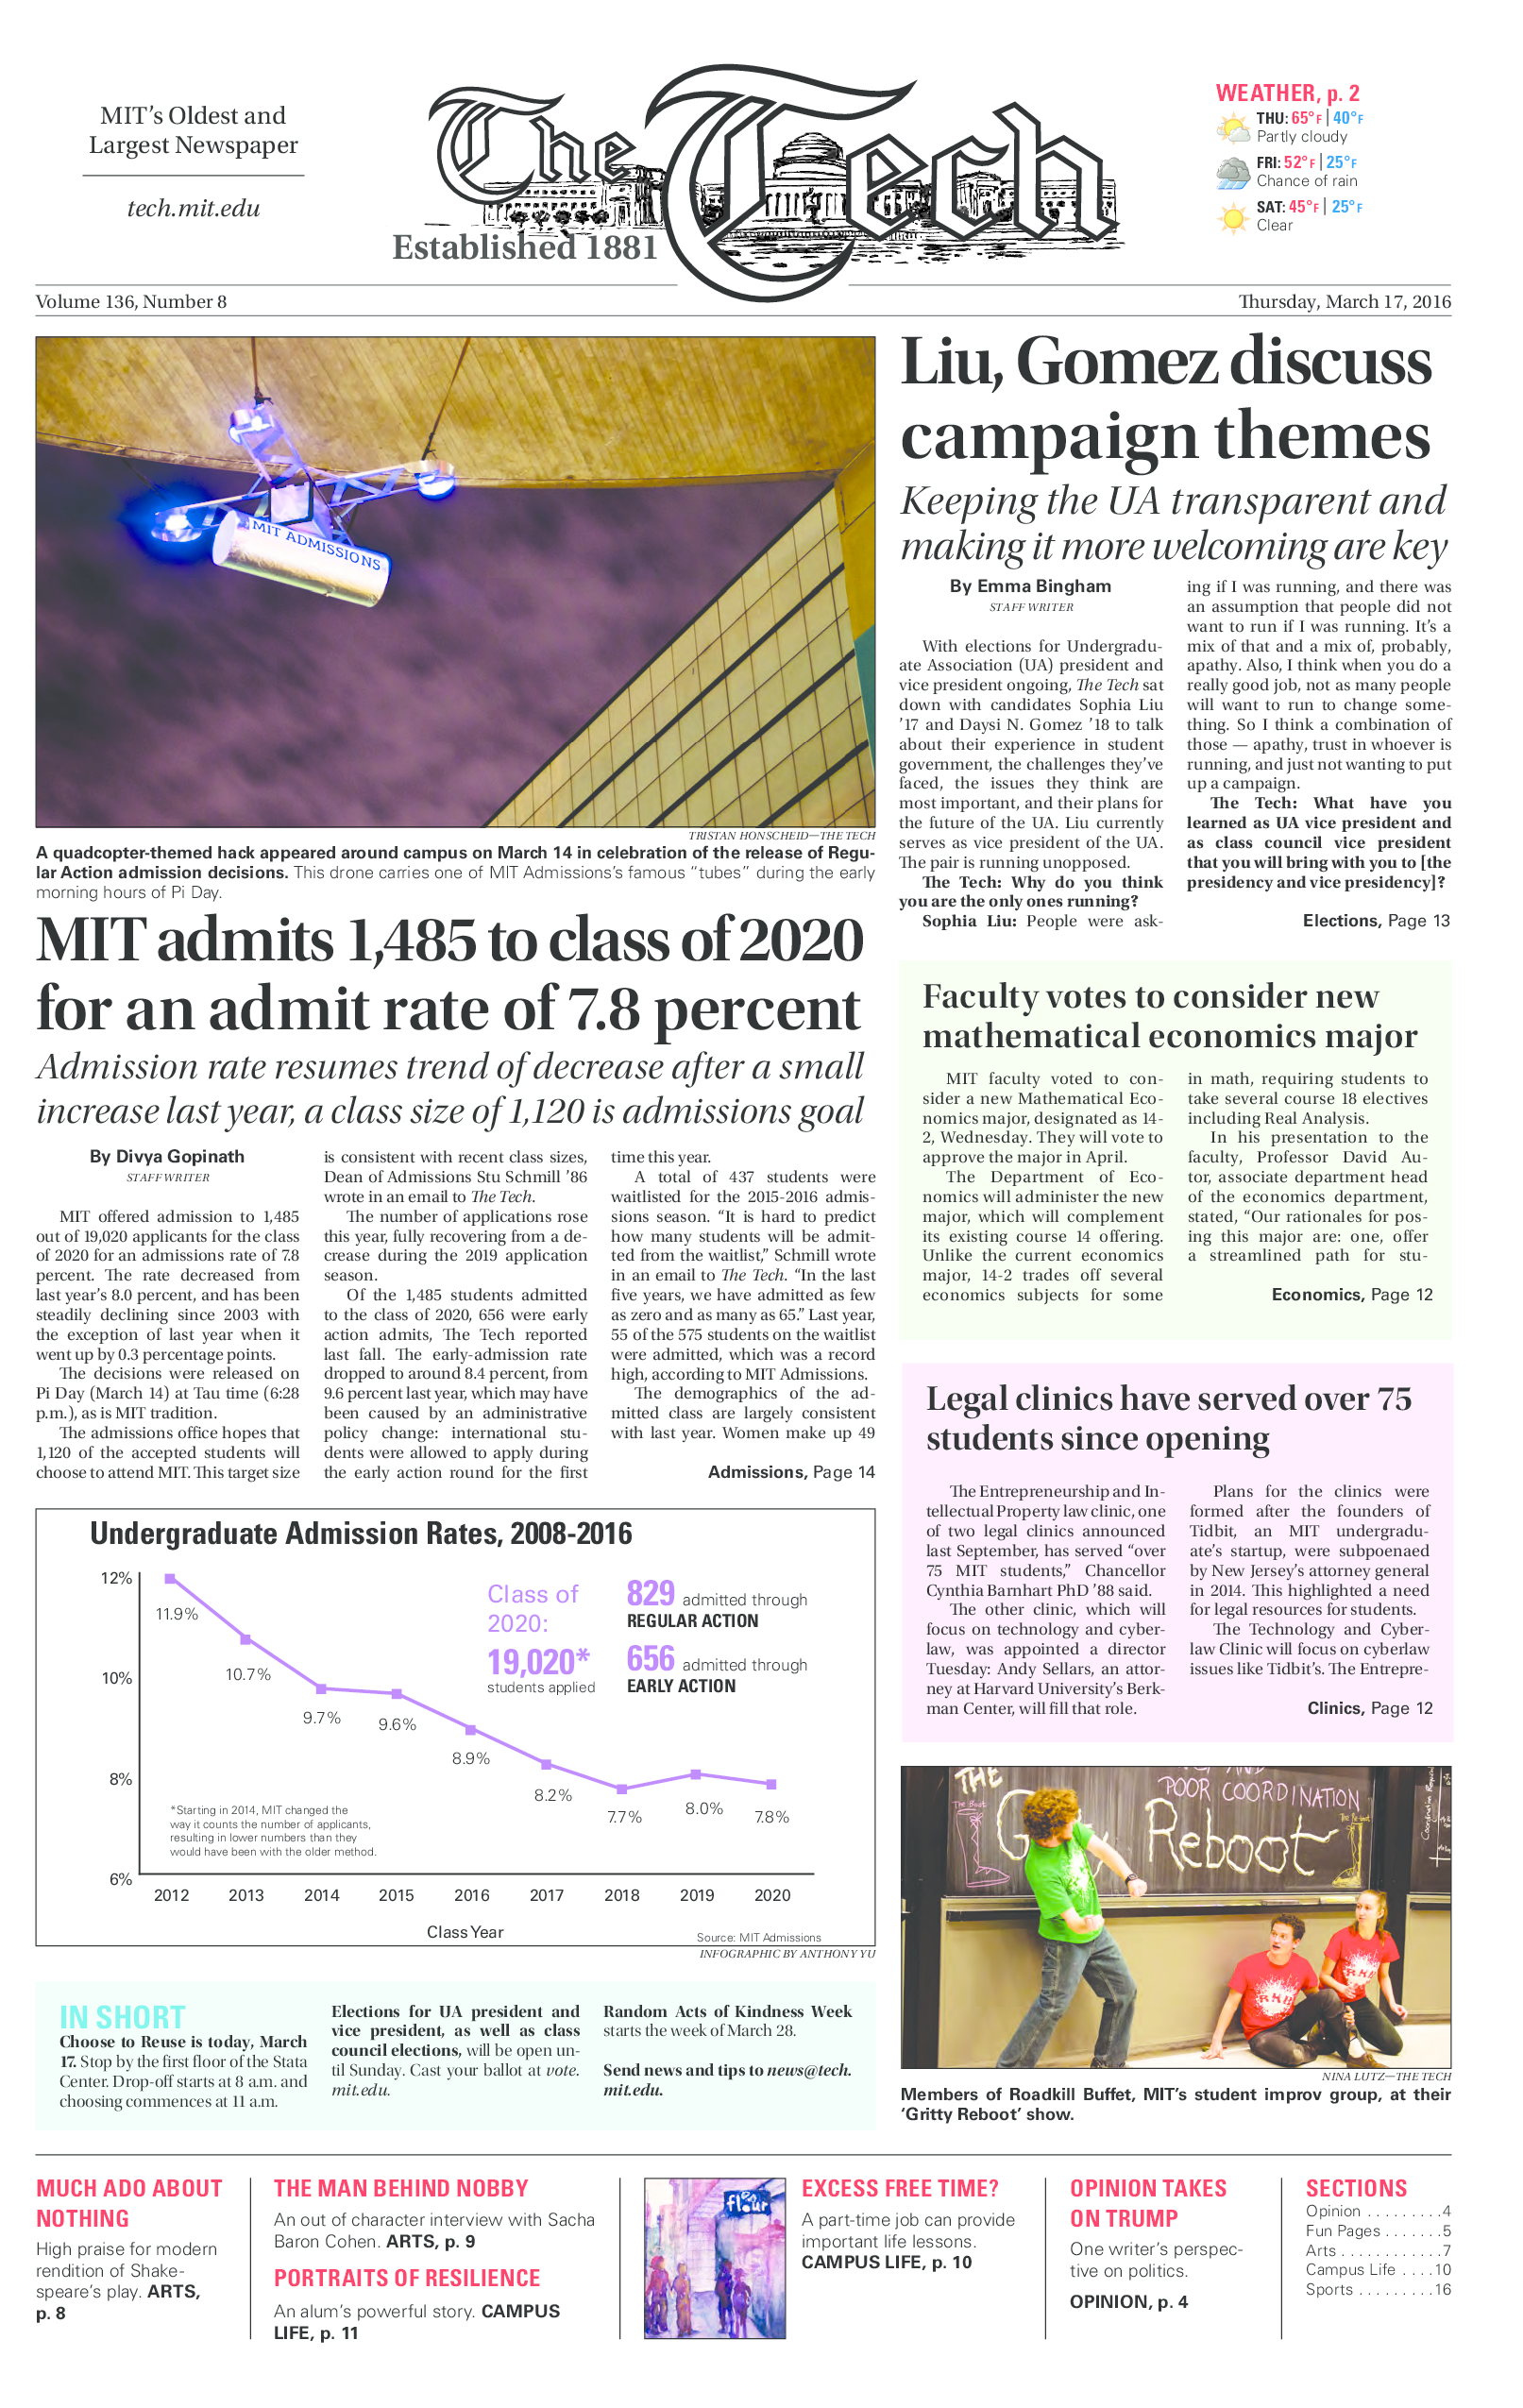 MIT's Oldest and
Largest Newspaper
tech.mit.edu
The Tech
Established 1881
WEATHER, p. 2
THU: 65°F | 40°F
Partly cloudy
FRI: 52°F | 25°F
Chance of rain
SAT: 45°F | 25°F
Clear
Volume 136, Number 8
Thursday, March 17, 2016
MIT ADMISSIONS
TRISTAN HONSCHEID—THE TECH
A quadcopter-themed hack appeared around campus on March 14 in celebration of the release of Regu-
lar Action admission decisions. This drone carries one of MIT Admissions's famous "tubes" during the early
morning hours of Pi Day.
MIT admits 1,485 to class of 2020
for an admit rate of 7.8 percent
Admission rate resumes trend of decrease after a small
increase last year, a class size of 1,120 is admissions goal
By Divya Gopinath
STAFF WRITER
MIT offered admission to 1,485
out of 19,020 applicants for the class
of 2020 for an admissions rate of 7.8
percent. The rate decreased from
last year's 8.0 percent, and has been
steadily declining since 2003 with
the exception of last year when it
went up by 0.3 percentage points.
The decisions were released on
Pi Day (March 14) at Tau time (6:28
p.m.), as is MIT tradition.
The admissions office hopes that
1,120 of the accepted students will
choose to attend MIT. This target size
is consistent with recent class sizes,
Dean of Admissions Stu Schmill '86
wrote in an email to The Tech.
The number of applications rose
this year, fully recovering from a de-
crease during the 2019 application
season.
Of the 1,485 students admitted
to the class of 2020, 656 were early
action admits, The Tech reported
last fall. The early-admission rate
dropped to around 8.4 percent, from
9.6 percent last year, which may have
been caused by an administrative
policy change: international stu-
dents were allowed to apply during
the early action round for the first
time this year.
A total of 437 students were
waitlisted for the 2015-2016 admis-
sions season. "It is hard to predict
how many students will be admit-
ted from the waitlist," Schmill wrote
in an email to The Tech. "In the last
five years, we have admitted as few
as zero and as many as 65." Last year,
55 of the 575 students on the waitlist
were admitted, which was a record
high, according to MIT Admissions.
The demographics of the ad-
mitted class are largely consistent
with last year. Women make up 49
Admissions, Page 14
Undergraduate Admission Rates, 2008-2016
12%
10%
8%
6%
11.9%
10.7%
9.7%
9.6%
8.9%
8.2%
7.7%
8.0%
7.8%
Class of
2020:
19,020*
students applied
829 admitted through
REGULAR ACTION
656 admitted through
EARLY ACTION
*Starting in 2014, MIT changed the
way it counts the number of applicants,
resulting in lower numbers than they
would have been with the older method.
2012 2013 2014 2015 2016 2017 2018 2019 2020
Class Year
Source: MIT Admissions
INFOGRAPHIC BY ANTHONY YU
Liu, Gomez discuss
campaign themes
Keeping the UA transparent and
making it more welcoming are key
By Emma Bingham
STAFF WRITER
With elections for Undergradu-
ate Association (UA) president and
vice president ongoing, The Tech sat
down with candidates Sophia Liu
'17 and Daysi N. Gomez '18 to talk
about their experience in student
government, the challenges they've
faced, the issues they think are
most important, and their plans for
the future of the UA. Liu currently
serves as vice president of the UA.
The pair is running unopposed.
The Tech: Why do you think
you are the only ones running?
Sophia Liu: People were ask-
ing if I was running, and there was
an assumption that people did not
want to run if I was running. It's a
mix of that and a mix of, probably,
apathy. Also, I think when you do a
really good job, not as many people
will want to run to change some-
thing. So I think a combination of
those — apathy, trust in whoever is
running, and just not wanting to put
up a campaign.
The Tech: What have you
learned as UA vice president and
as class council vice president
that you will bring with you to [the
presidency and vice presidency]?
Elections, Page 13
Faculty votes to consider new
mathematical economics major
MIT faculty voted to con-
sider a new Mathematical Eco-
nomics major, designated as 14-
2, Wednesday. They will vote to
approve the major in April.
The Department of Eco-
nomics will administer the new
major, which will complement
its existing course 14 offering.
Unlike the current economics
major, 14-2 trades off several
economics subjects for some
in math, requiring students to
take several course 18 electives
including Real Analysis.
In his presentation to the
faculty, Professor David Au-
tor, associate department head
of the economics department,
stated, "Our rationales for pos-
ing this major are: one, offer
a streamlined path for stu-
Economics, Page 12
Legal clinics have served over 75
students since opening
The Entrepreneurship and In-
tellectual Property law clinic, one
of two legal clinics announced
last September, has served "over
75 MIT students," Chancellor
Cynthia Barnhart PhD '88 said.
The other clinic, which will
focus on technology and cyber-
law, was appointed a director
Tuesday: Andy Sellars, an attor-
ney at Harvard University's Berk-
man Center, will fill that role.
Plans for the clinics were
formed after the founders of
Tidbit, an MIT undergradu-
ate's startup, were subpoenaed
by New Jersey's attorney general
in 2014. This highlighted a need
for legal resources for students.
The Technology and Cyber-
law Clinic will focus on cyberlaw
issues like Tidbit's. The Entrepre-
Clinics, Page 12
THE
AND
POOR COORDINATION
The Boot
Reboot
NINA LUTZ—THE TECH
Members of Roadkill Buffet, MIT's student improv group, at their
'Gritty Reboot' show.
IN SHORT
Choose to Reuse is today, March
17. Stop by the first floor of the Stata
Center. Drop-off starts at 8 a.m. and
choosing commences at 11 a.m.
Elections for UA president and
vice president, as well as class
council elections, will be open un-
til Sunday. Cast your ballot at vote.
mit.edu.
Random Acts of Kindness Week
starts the week of March 28.
Send news and tips to news@tech.
mit.edu.
MUCH ADO ABOUT
NOTHING
High praise for modern
rendition of Shake-
speare's play. ARTS,
p. 8
THE MAN BEHIND NOBBY
An out of character interview with Sacha
Baron Cohen. ARTS, p. 9
PORTRAITS OF RESILIENCE
An alum's powerful story. CAMPUS
LIFE, p. 11
flour
EXCESS FREE TIME?
A part-time job can provide
important life lessons.
CAMPUS LIFE, p. 10
OPINION TAKES
ON TRUMP
One writer's perspec-
tive on politics.
OPINION, p. 4
SECTIONS
Opinion . . . . . . . . .4
Fun Pages . . . . . . .5
Arts . . . . . . . . . . . .7
Campus Life . . . .10
Sports . . . . . . . . .16